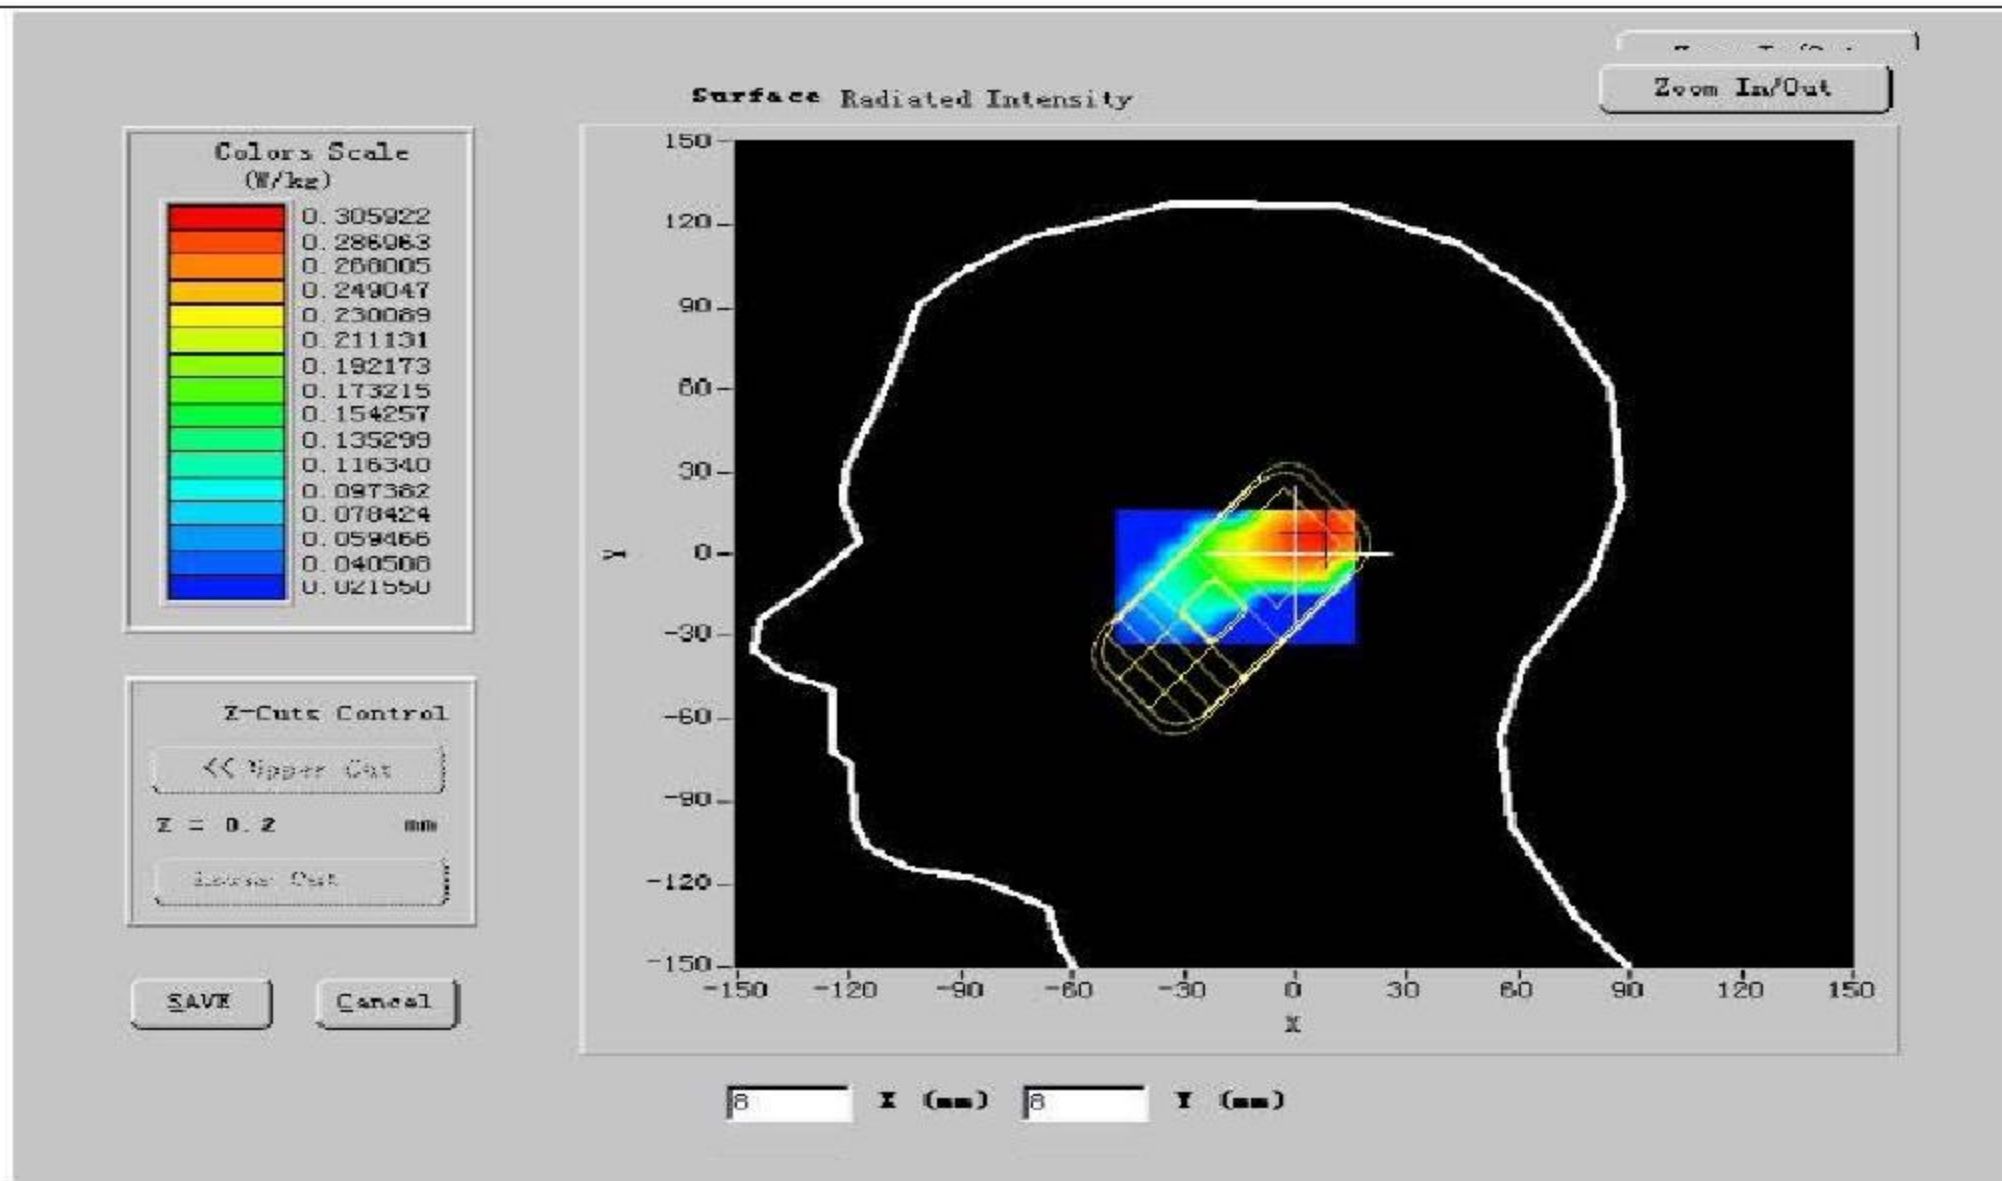 Zoom In/Out
Surface Radiated Intensity
Colors Scale
(W/kg)
0.305922
0.286963
0.268005
0.249047
0.230089
0.211131
0.192173
0.173215
0.154257
0.135299
0.116340
0.097382
0.078424
0.059466
0.040508
0.021550
Z-Cuts Control
<< Upper Cut
Z = 0.2 mm
Cut
SAVE
Cancel
150
120
90
60
30
0
-30
-60
-90
-120
-150
Y
-150 -120 -90 -60 -30 0 30 60 90 120 150
X
8 X (mm) 8 Y (mm)